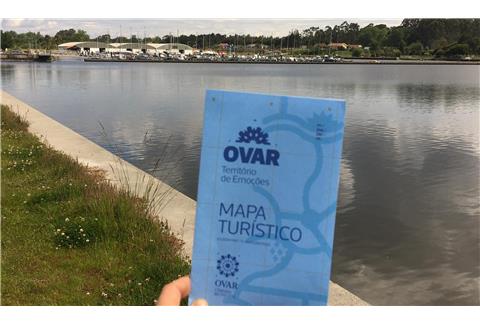 OVAR
Território
de Emoções
MAPA
TURÍSTICO
OVAR